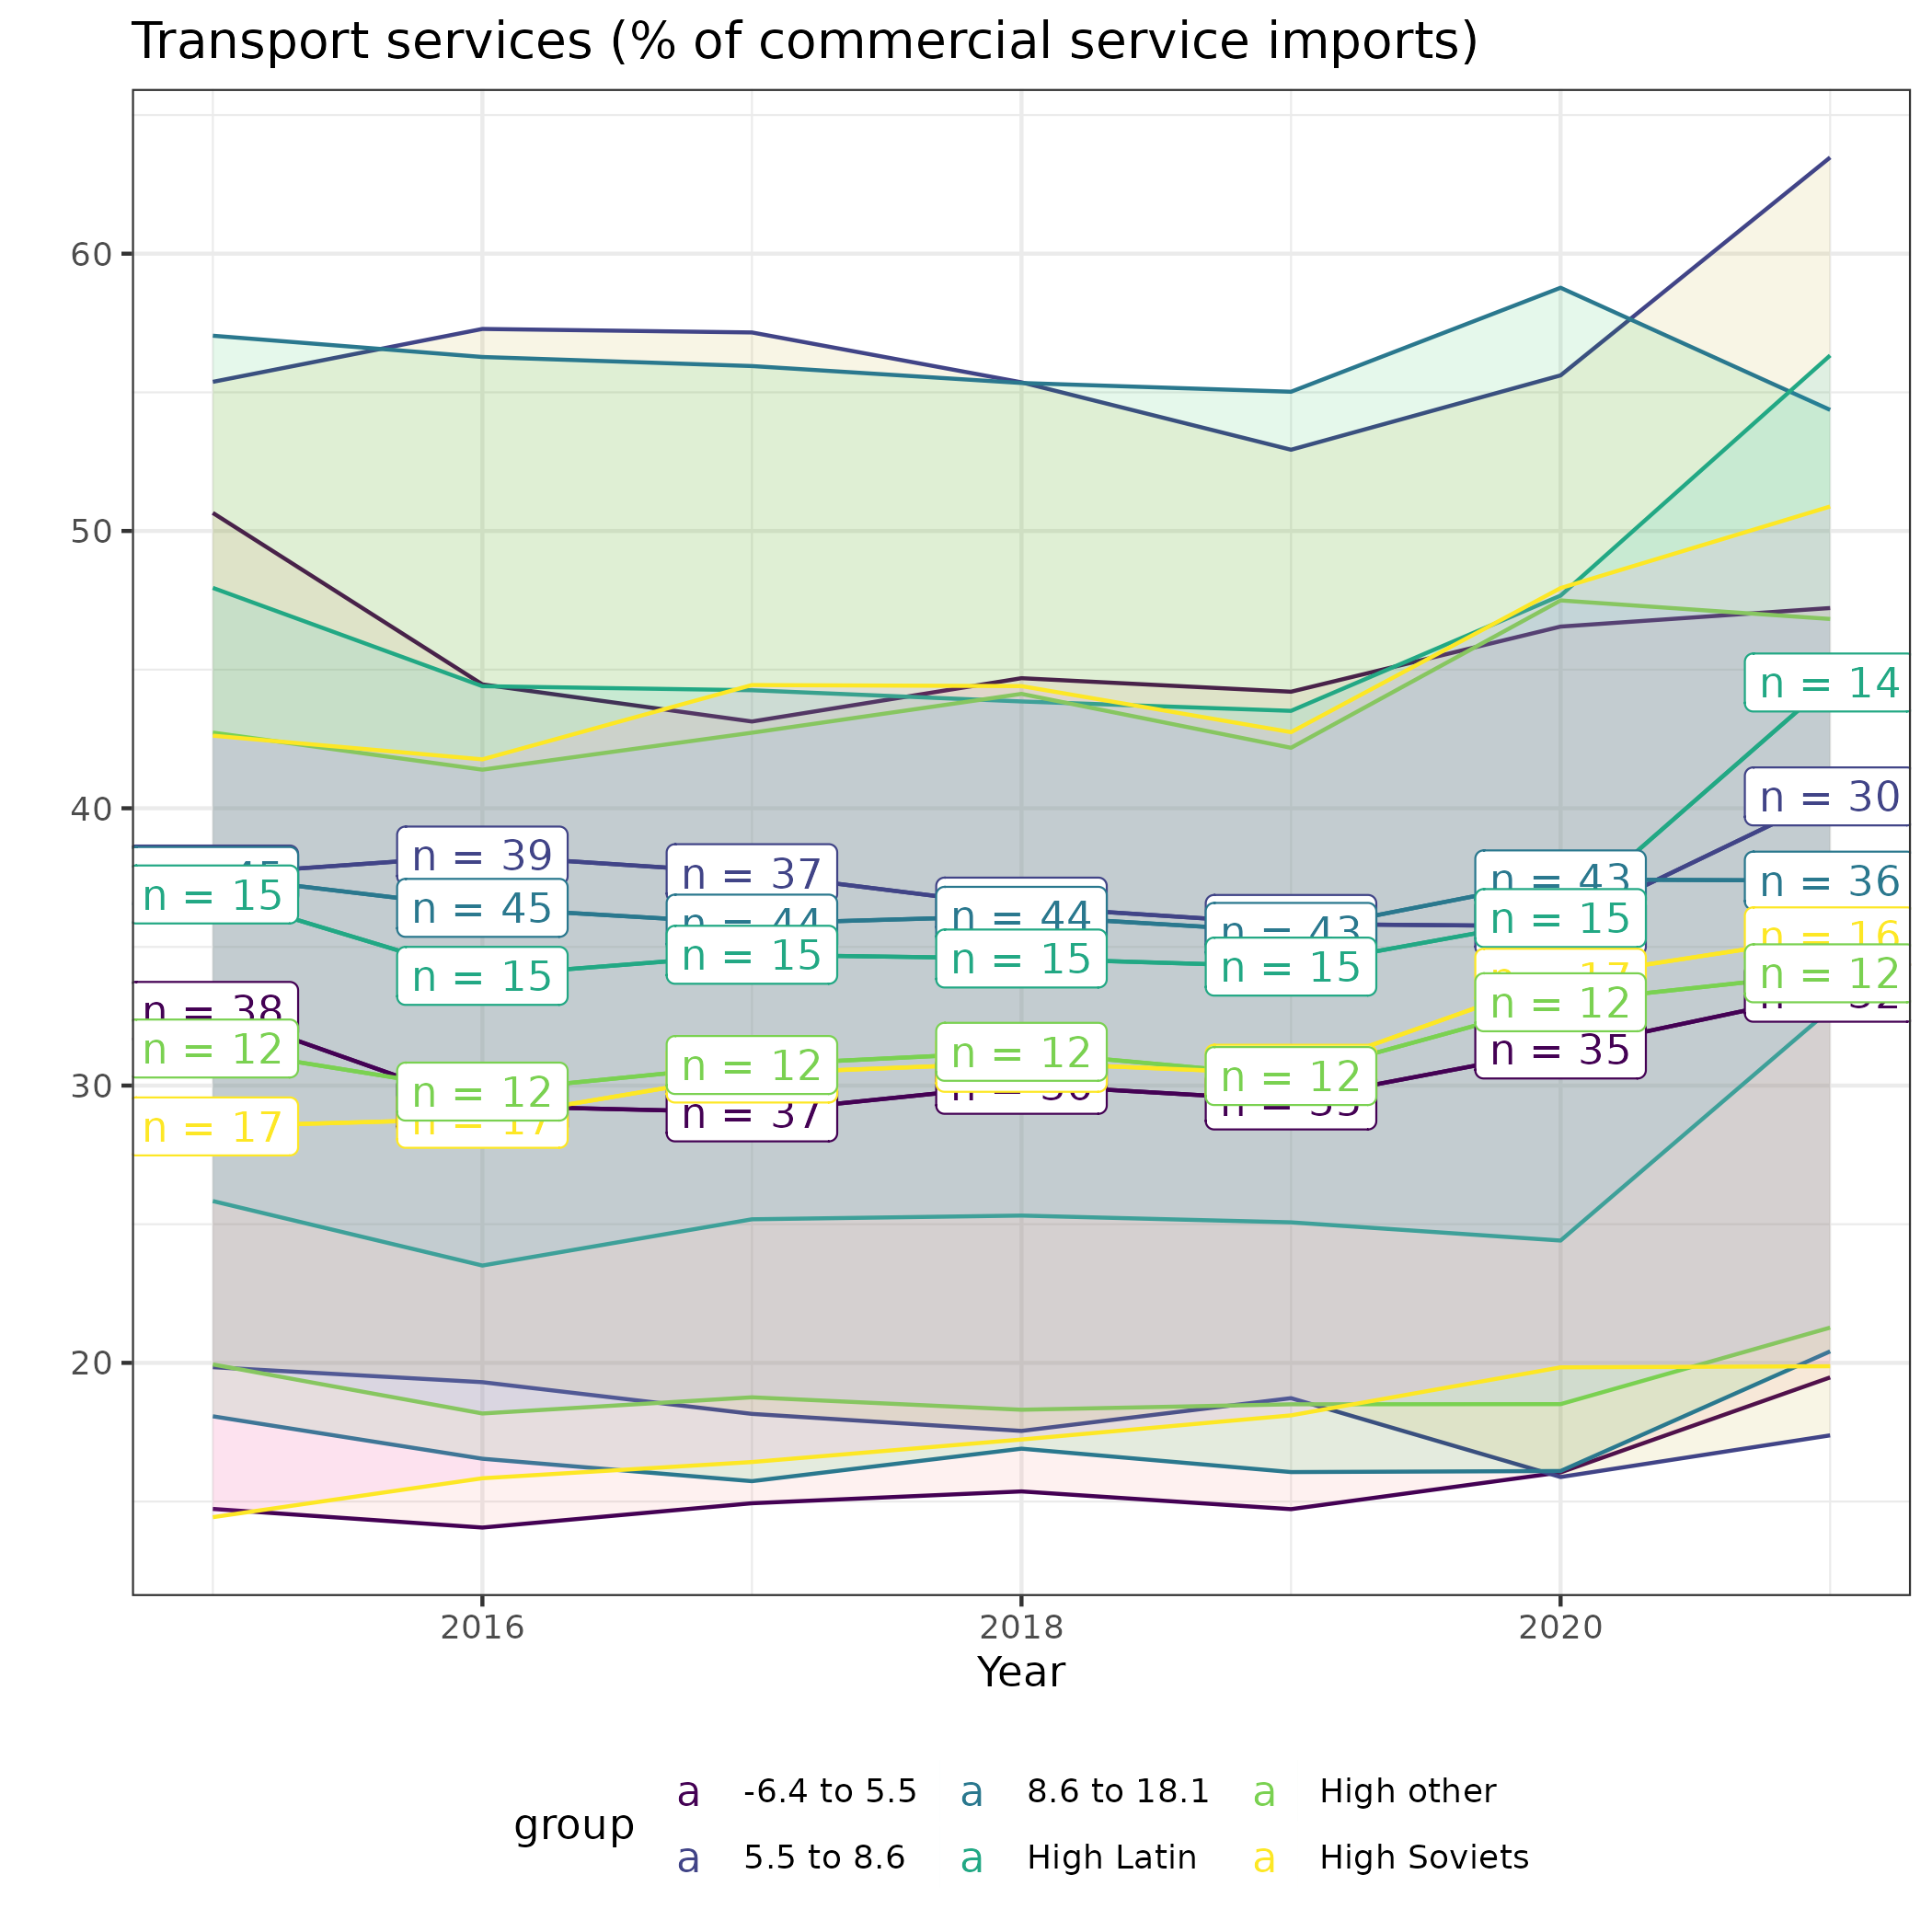 Transport services (% of commercial service imports)
60
50
40
30
20
n = 14
n = 30
n = 39
n = 37
n = 43
n = 36
n = 15
n = 45
n = 44
n = 44
n = 43
n = 15
n = 16
n = 15
n = 15
n = 15
n = 15
n = 17
n = 12
n = 38
n = 12
n = 12
n = 12
n = 12
n = 12
n = 12
n = 35
n = 17
n = 17
n = 37
2016
2018
2020
Year
group
a -6.4 to 5.5 a 8.6 to 18.1 a High other
a 5.5 to 8.6 a High Latin a High Soviets